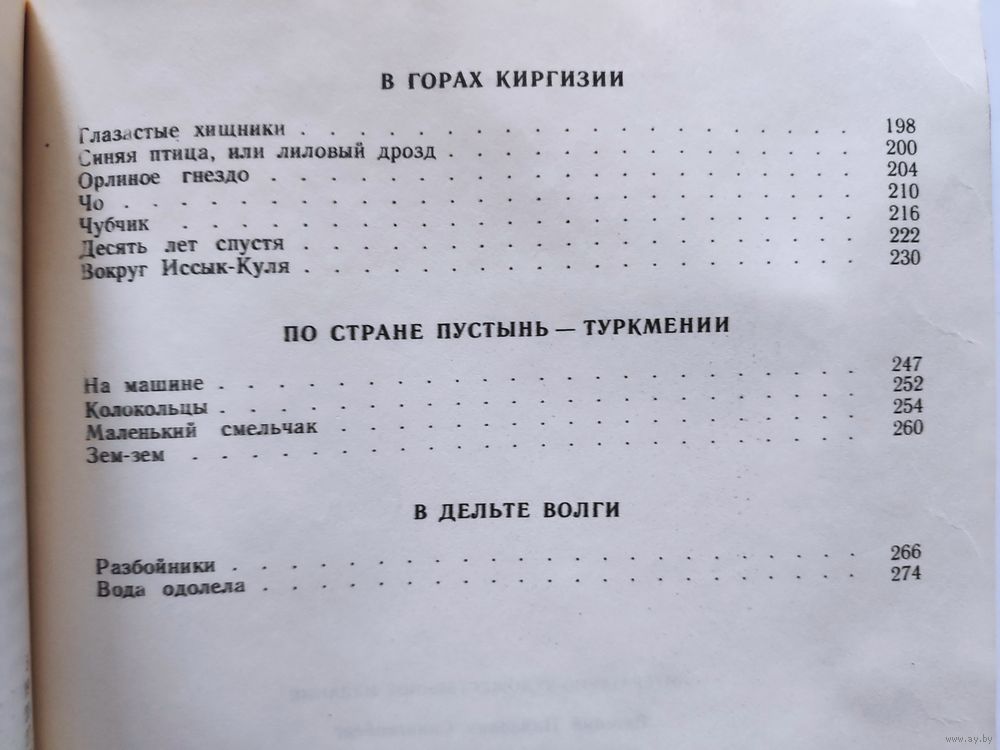 В ГОРАХ КИРГИЗИИ
Глазастые хищники . . . . . . . . . . . . . . . . . . . . 198
Синяя птица, или лиловый дрозд . . . . . . . . . . . . . . 200
Орлиное гнездо . . . . . . . . . . . . . . . . . . . . . 204
Чо . . . . . . . . . . . . . . . . . . . . . . . . . . . 210
Чубчик . . . . . . . . . . . . . . . . . . . . . . . . . 216
Десять лет спустя . . . . . . . . . . . . . . . . . . . . 222
Вокруг Иссык-Куля . . . . . . . . . . . . . . . . . . . . 230
ПО СТРАНЕ ПУСТЫНЬ — ТУРКМЕНИИ
На машине . . . . . . . . . . . . . . . . . . . . . . . 247
Колокольцы . . . . . . . . . . . . . . . . . . . . . . . 252
Маленький смельчак . . . . . . . . . . . . . . . . . . . 254
Зем-зем . . . . . . . . . . . . . . . . . . . . . . . . 260
В ДЕЛЬТЕ ВОЛГИ
Разбойники . . . . . . . . . . . . . . . . . . . . . . . 266
Вода одолела . . . . . . . . . . . . . . . . . . . . . . 274
www.ay.by